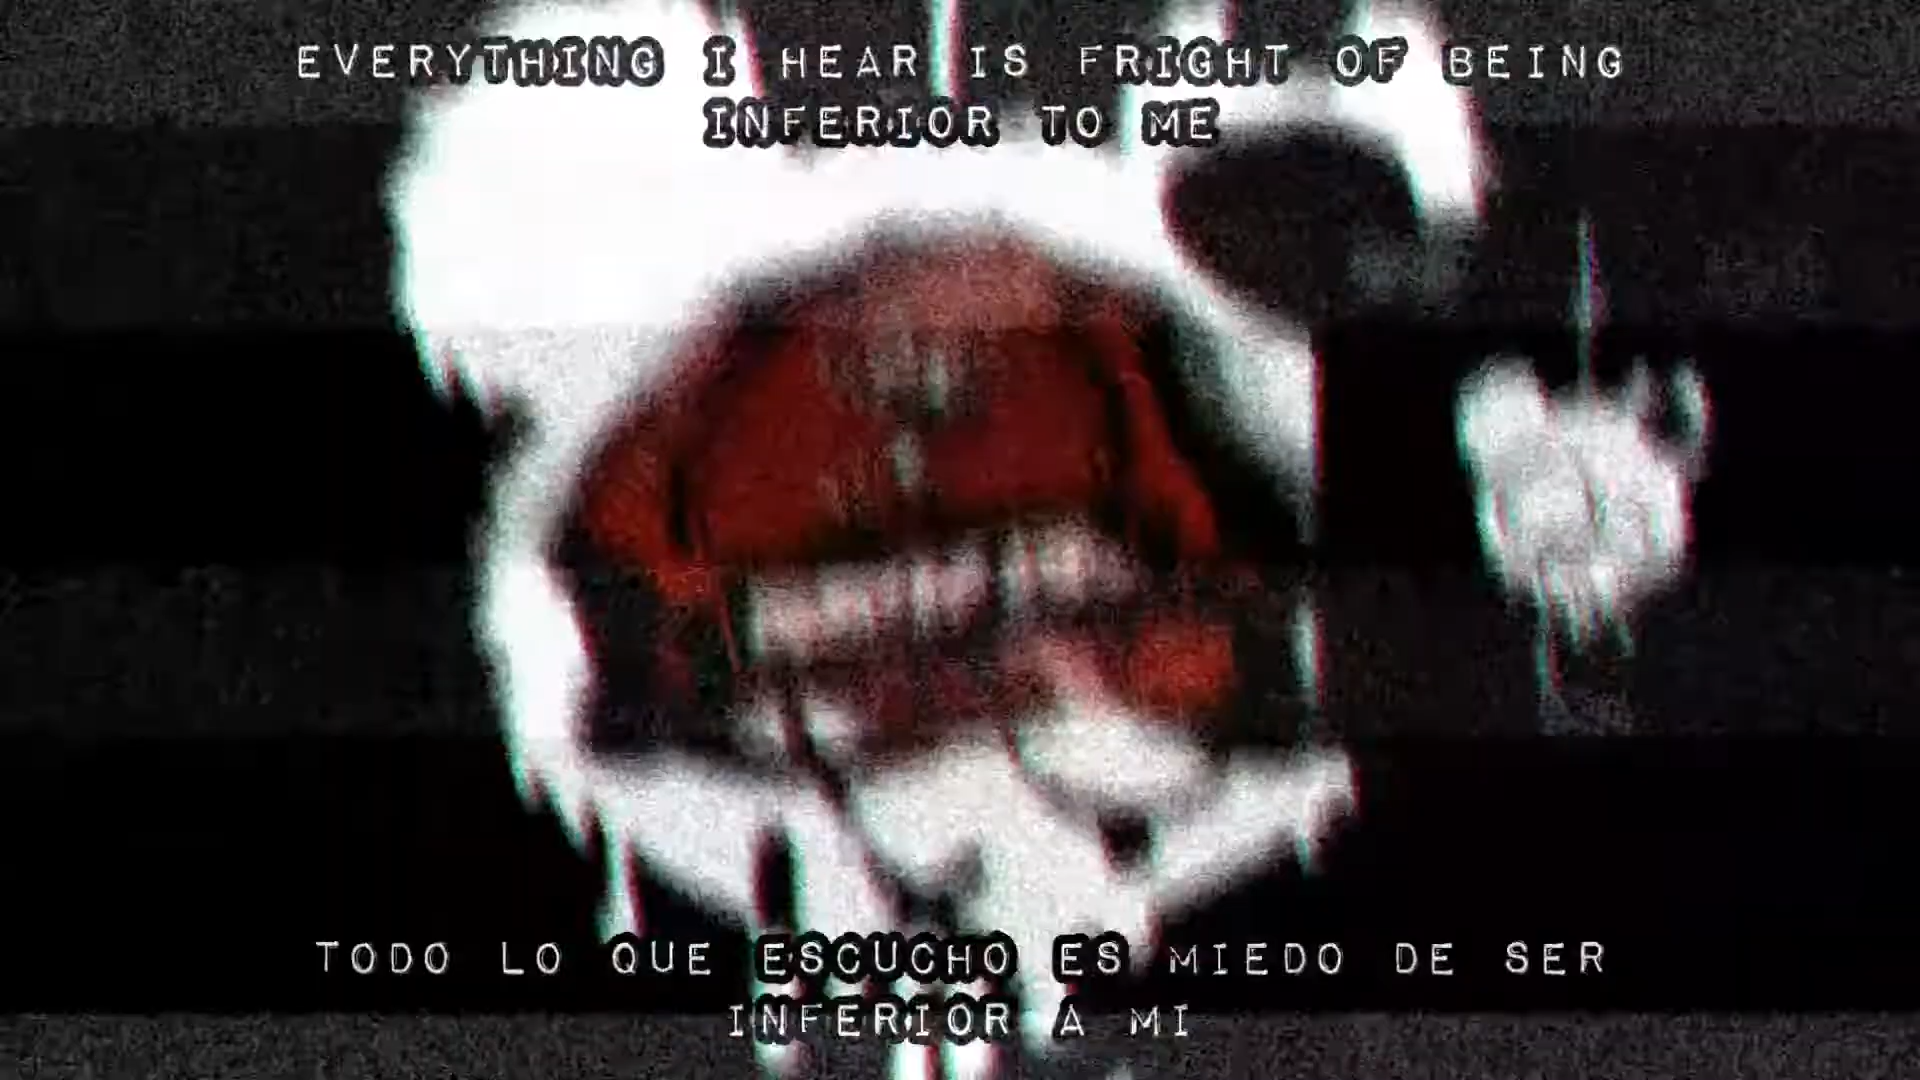 EVERYTHING I HEAR IS FRIGHT OF BEING
INFERIOR TO ME
TODO LO QUE ESCUCHO ES MIEDO DE SER
INFERIOR A MI